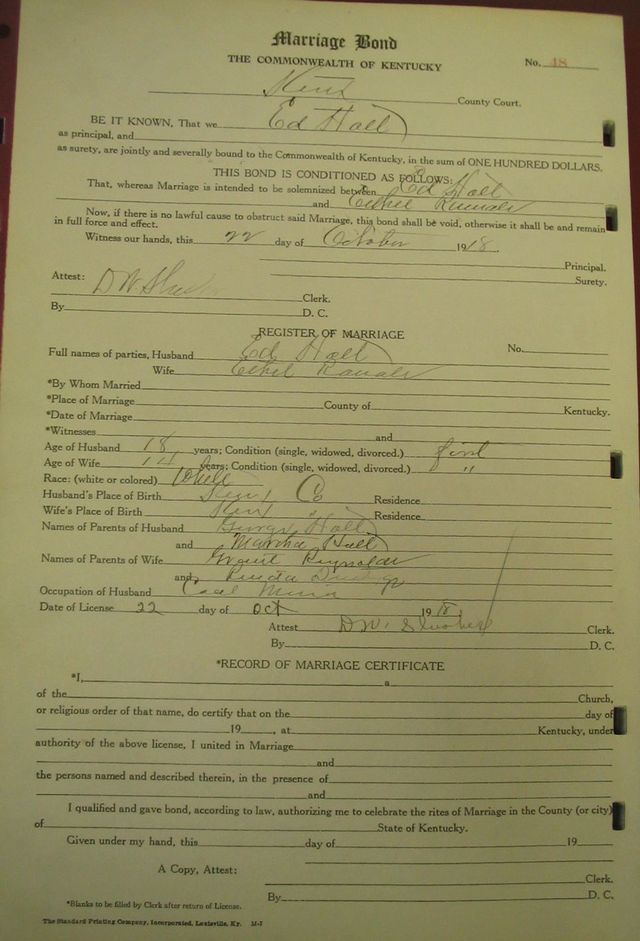 Marriage Bond
THE COMMONWEALTH OF KENTUCKY
No. 48
County Court.
BE IT KNOWN, That we Ed Hall
as principal, and
as surety, are jointly and severally bound to the Commonwealth of Kentucky, in the sum of ONE HUNDRED DOLLARS.
THIS BOND IS CONDITIONED AS FOLLOWS:
That, whereas Marriage is intended to be solemnized between Ed Hall
and Ethel
Now, if there is no lawful cause to obstruct said Marriage, this bond shall be void, otherwise it shall be and remain
in full force and effect.
Witness our hands, this 22 day of October 1918
Principal.
Surety.
Attest: D W
Clerk.
By D. C.
REGISTER OF MARRIAGE
Full names of parties, Husband Ed Hall No.
Wife Ethel
*By Whom Married
*Place of Marriage County of Kentucky.
*Date of Marriage
*Witnesses and
Age of Husband 18 years; Condition (single, widowed, divorced.) first
Age of Wife 14 years; Condition (single, widowed, divorced.) "
Race: (white or colored) White
Husband's Place of Birth Co Residence
Wife's Place of Birth " Residence
Names of Parents of Husband George Hall
and Martha Hall
Names of Parents of Wife Grant Reynolds
and
Occupation of Husband Coal Miner
Date of License 22 day of Oct 1918
Attest D.W. Clerk.
By D. C.
*RECORD OF MARRIAGE CERTIFICATE
*I, a
of the Church,
or religious order of that name, do certify that on the day of
19 , at Kentucky, under
authority of the above license, I united in Marriage
and
the persons named and described therein, in the presence of
and
I qualified and gave bond, according to law, authorizing me to celebrate the rites of Marriage in the County (or city)
of State of Kentucky.
Given under my hand, this day of 19
A Copy, Attest:
Clerk.
By D. C.
*Blanks to be filled by Clerk after return of License.
The Standard Printing Company, Incorporated, Louisville, Ky. M-7